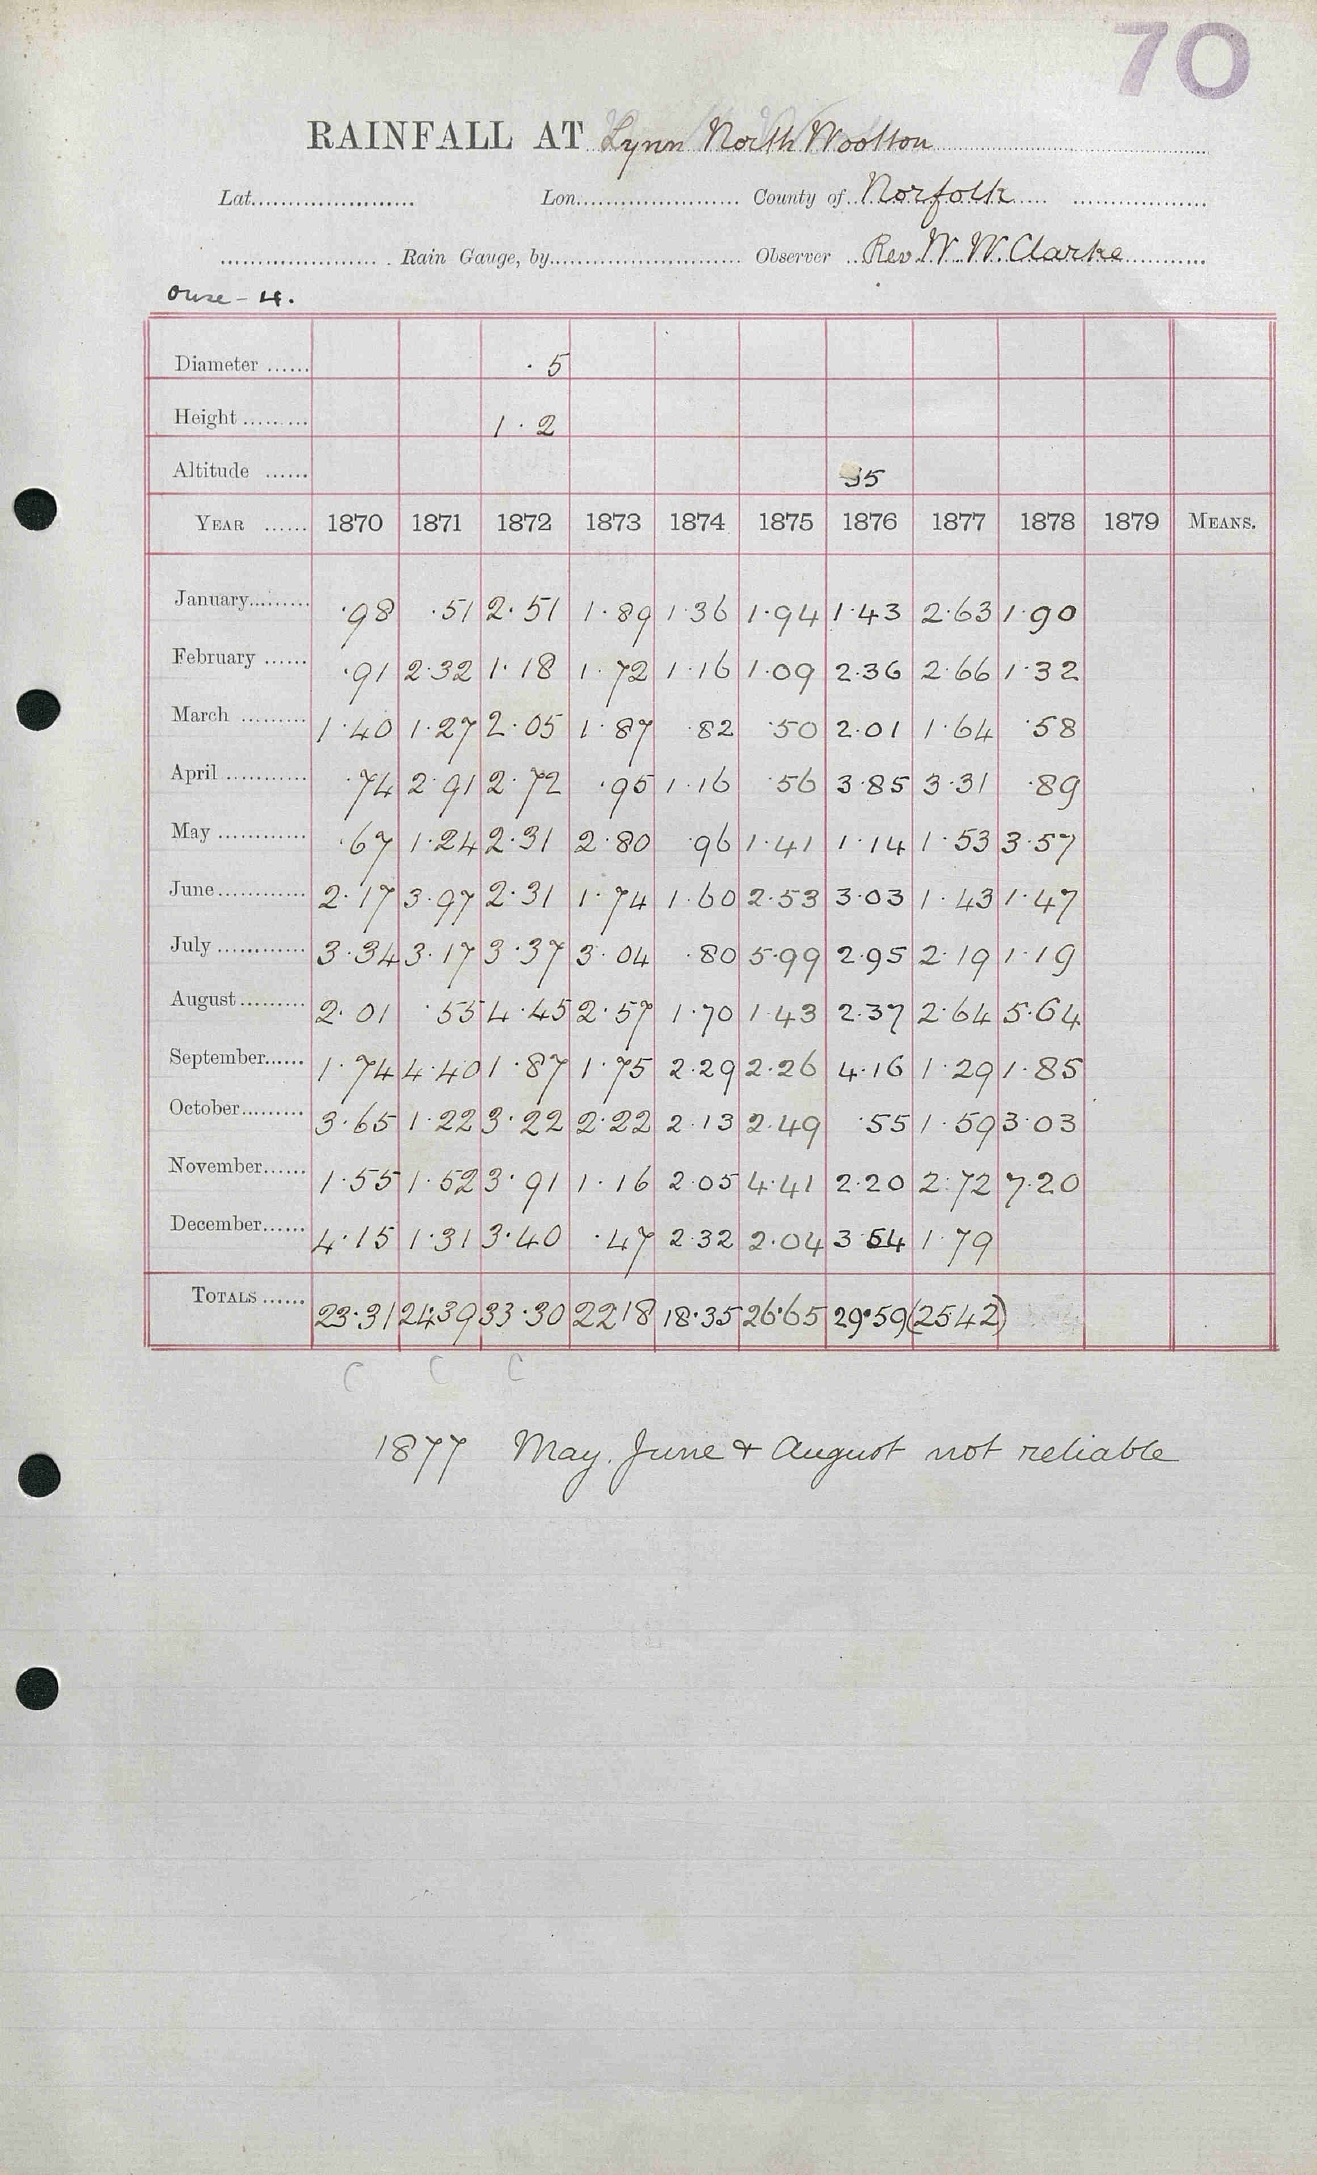 70
RAINFALL AT Lynn North Wootton
Lat. Lon. County of Norfolk
Rain Gauge, by Observer Rev. W. W. Clarke
Ouse - 4.
Diameter ...... ·5
Height ......... 1·2
Altitude ...... 35
YEAR ...... 1870 1871 1872 1873 1874 1875 1876 1877 1878 1879 MEANS.
January......... ·98 ·51 2·51 1·89 1·36 1·94 1·43 2·63 1·90
February ...... ·91 2·32 1·18 1·72 1·16 1·09 2·36 2·66 1·32
March ......... 1·40 1·27 2·05 1·87 ·82 ·50 2·01 1·64 ·58
April ............ ·74 2·91 2·72 ·95 1·16 ·56 3·85 3·31 ·89
May ............ ·67 1·24 2·31 2·80 ·96 1·41 1·14 1·53 3·57
June............ 2·17 3·97 2·31 1·74 1·60 2·53 3·03 1·43 1·47
July ............ 3·34 3·17 3·37 3·04 ·80 5·99 2·95 2·19 1·19
August......... 2·01 ·55 4·45 2·57 1·70 1·43 2·37 2·64 5·64
September...... 1·74 4·40 1·87 1·75 2·29 2·26 4·16 1·29 1·85
October......... 3·65 1·22 3·22 2·22 2·13 2·49 ·55 1·59 3·03
November...... 1·55 1·52 3·91 1·16 2·05 4·41 2·20 2·72 7·20
December...... 4·15 1·31 3·40 ·47 2·32 2·04 3·54 1·79
TOTALS ...... 23·31 24·39 33·30 22·18 18·35 26·65 29·59 (25·42)
C C C
1877 May, June & August not reliable